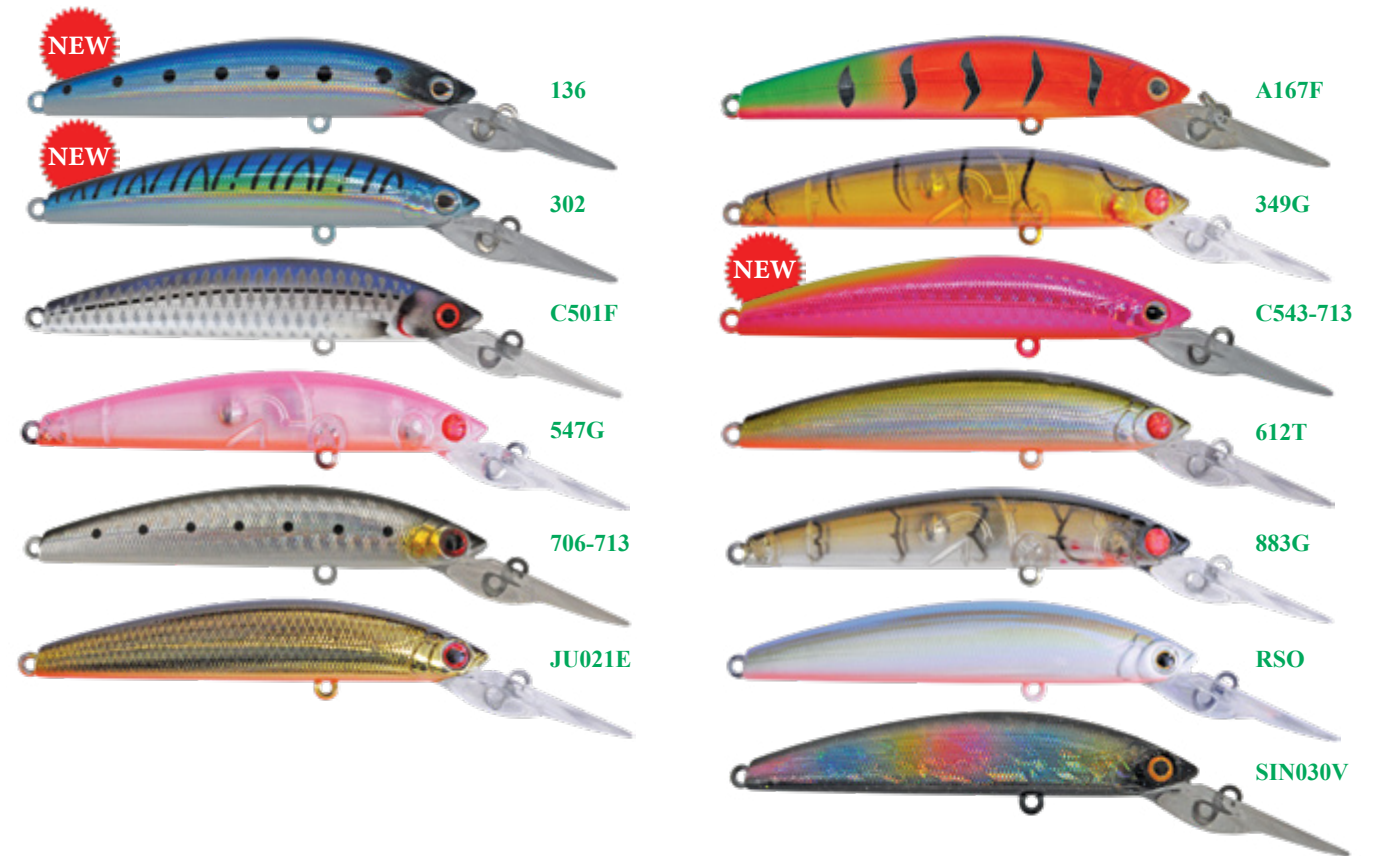 NEW
136
NEW
302
C501F
547G
706-713
JU021E
A167F
349G
NEW
C543-713
612T
883G
RSO
SIN030V